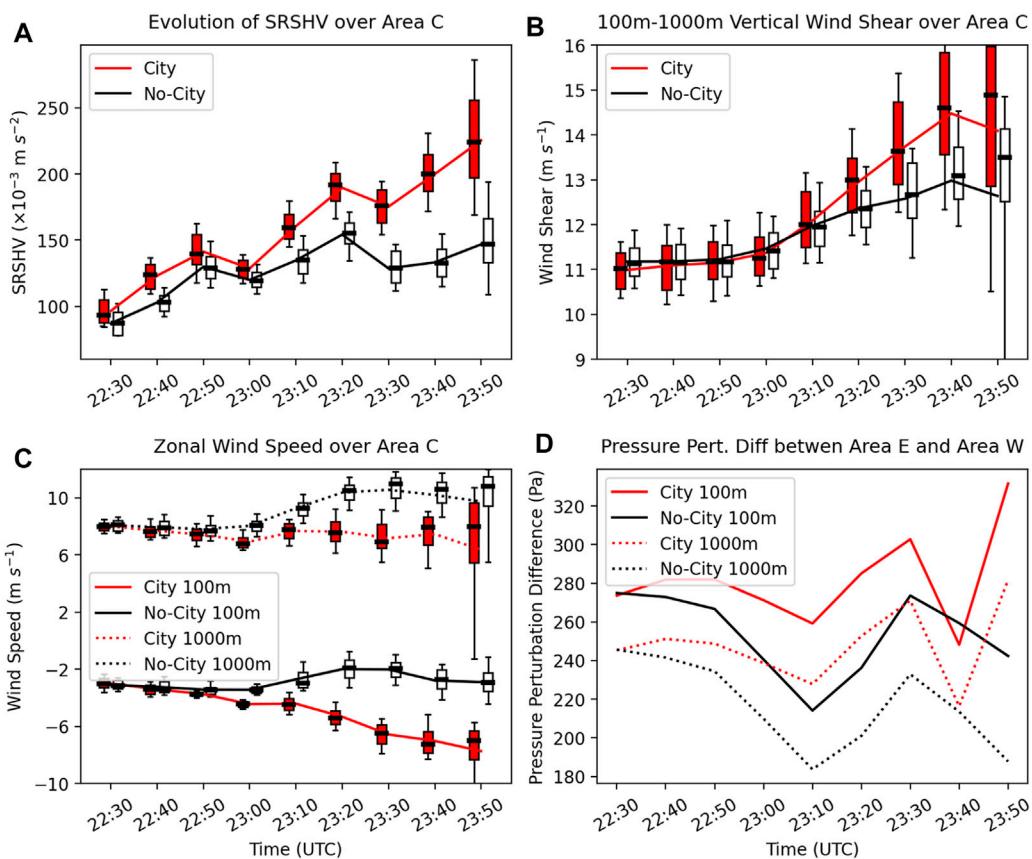 A
Evolution of SRSHV over Area C
City
No-City
SRSHV (×10⁻³ m s⁻²)
250
200
150
100
22:30 22:40 22:50 23:00 23:10 23:20 23:30 23:40 23:50
B
100m-1000m Vertical Wind Shear over Area C
City
No-City
Wind Shear (m s⁻¹)
16
15
14
13
12
11
10
9
22:30 22:40 22:50 23:00 23:10 23:20 23:30 23:40 23:50
C
Zonal Wind Speed over Area C
City 100m
No-City 100m
City 1000m
No-City 1000m
Wind Speed (m s⁻¹)
10
6
2
−2
−6
−10
22:30 22:40 22:50 23:00 23:10 23:20 23:30 23:40 23:50
Time (UTC)
D
Pressure Pert. Diff betwen Area E and Area W
City 100m
No-City 100m
City 1000m
No-City 1000m
Pressure Perturbation Difference (Pa)
320
300
280
260
240
220
200
180
22:30 22:40 22:50 23:00 23:10 23:20 23:30 23:40 23:50
Time (UTC)